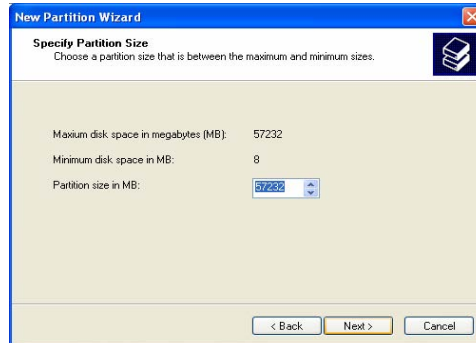 New Partition Wizard
Specify Partition Size
Choose a partition size that is between the maximum and minimum sizes.
Maxium disk space in megabytes (MB): 57232
Minimum disk space in MB: 8
Partition size in MB: 57232
< Back Next > Cancel